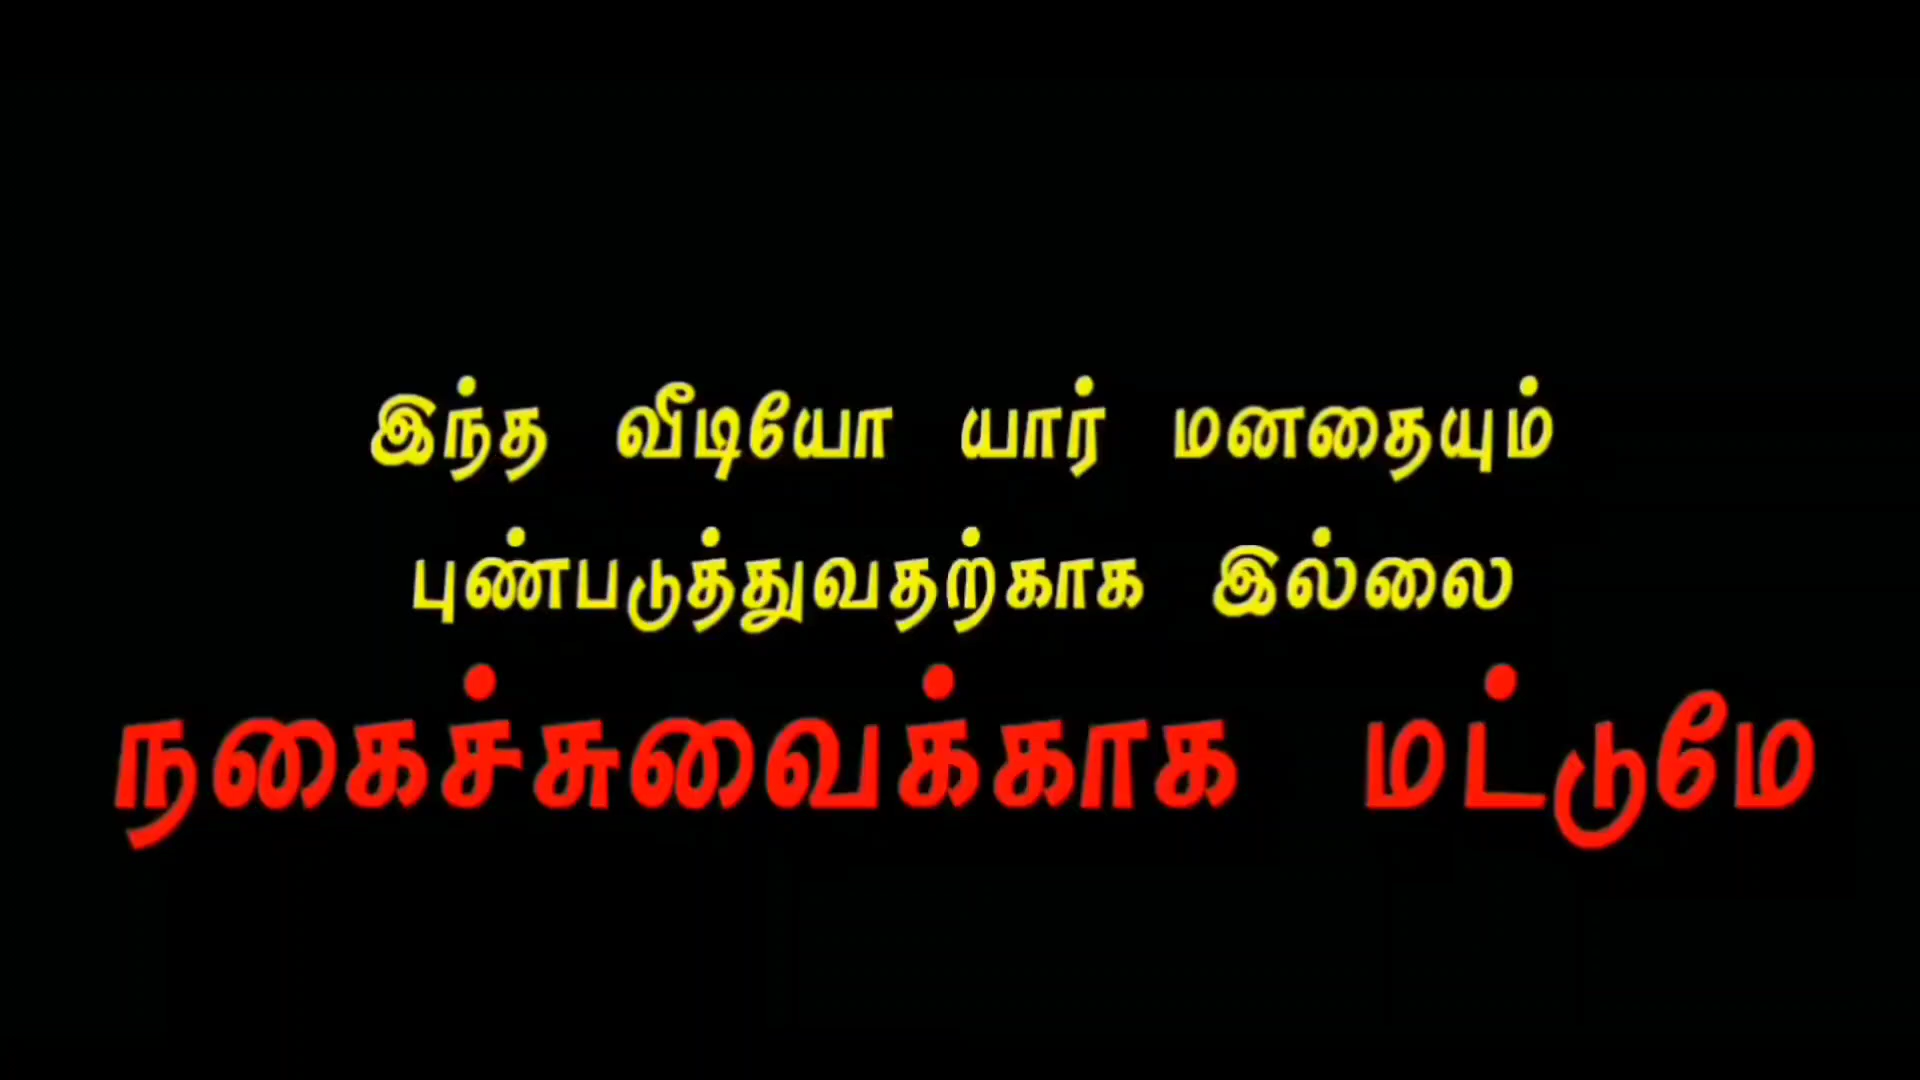 இந்த வீடியோ யார் மனதையும்
புண்படுத்துவதற்காக இல்லை
நகைச்சுவைக்காக மட்டுமே